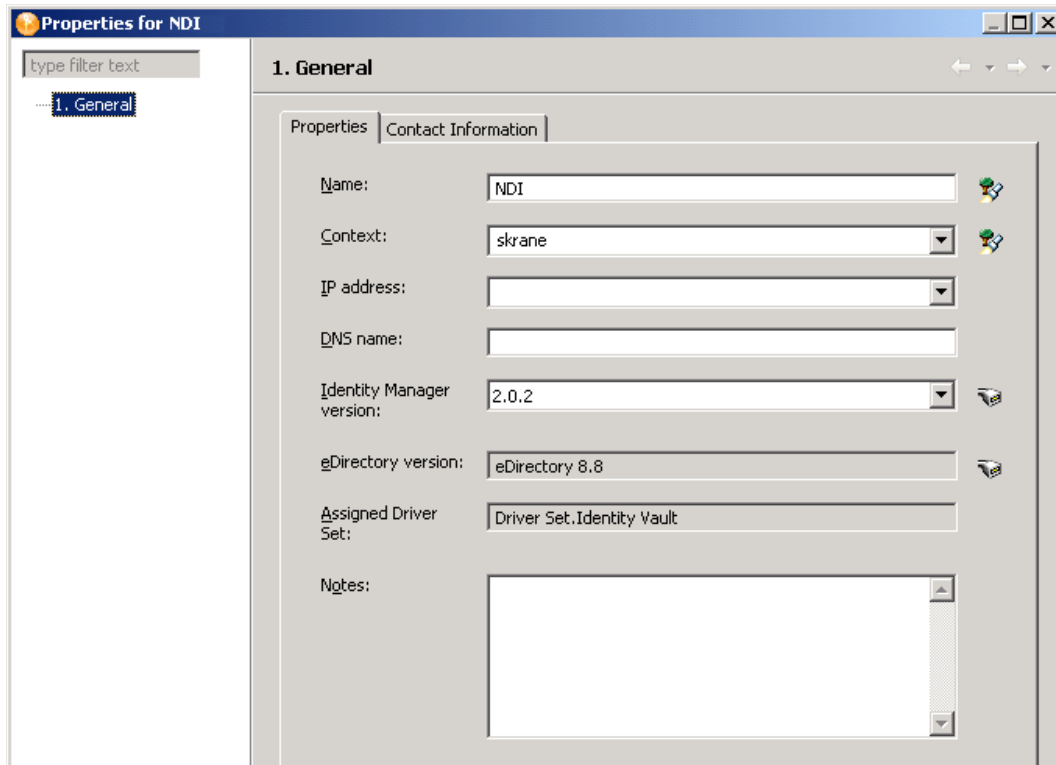 Properties for NDI
type filter text
1. General
1. General
Properties
Contact Information
Name:
NDI
Context:
skrane
IP address:
DNS name:
Identity Manager
version:
2.0.2
eDirectory version:
eDirectory 8.8
Assigned Driver
Set:
Driver Set.Identity Vault
Notes: